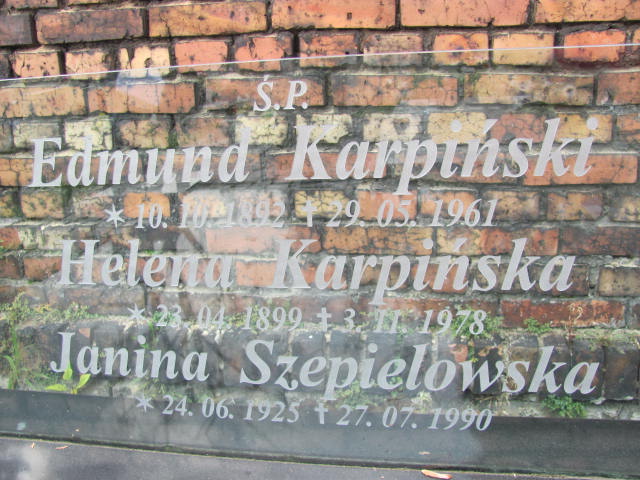 Ś.P.
Edmund Karpiński
* 10. 10. 1892 † 29. 05. 1961
Helena Karpińska
* 23. 04. 1899 † 3. 11. 1978
Janina Szepielowska
* 24. 06. 1925 † 27. 07. 1990